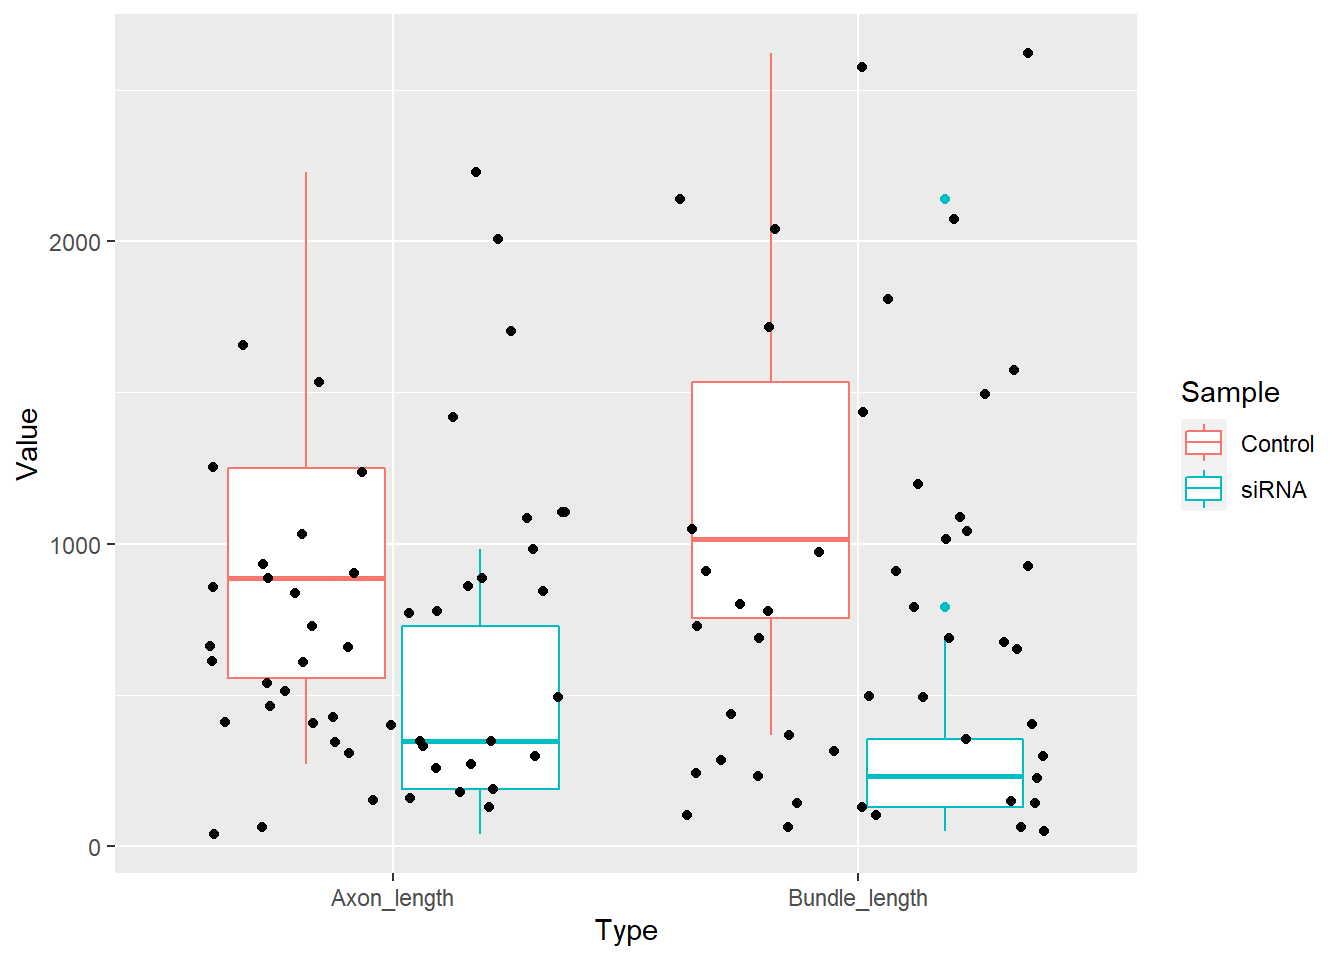 Value
2000
1000
0
Axon_length
Bundle_length
Type
Sample
Control
siRNA